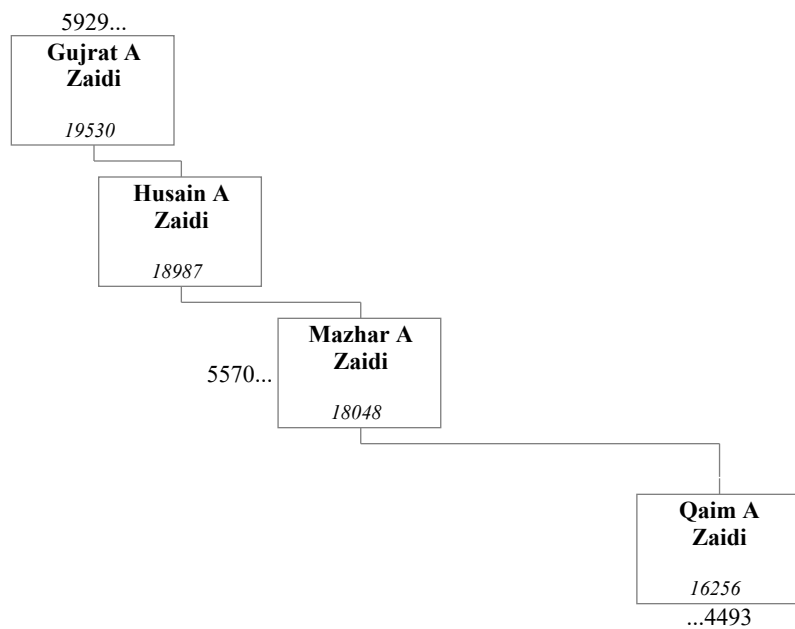 5929...
Gujrat A
Zaidi
19530
Husain A
Zaidi
18987
Mazhar A
Zaidi
5570...
18048
Qaim A
Zaidi
16256
...4493